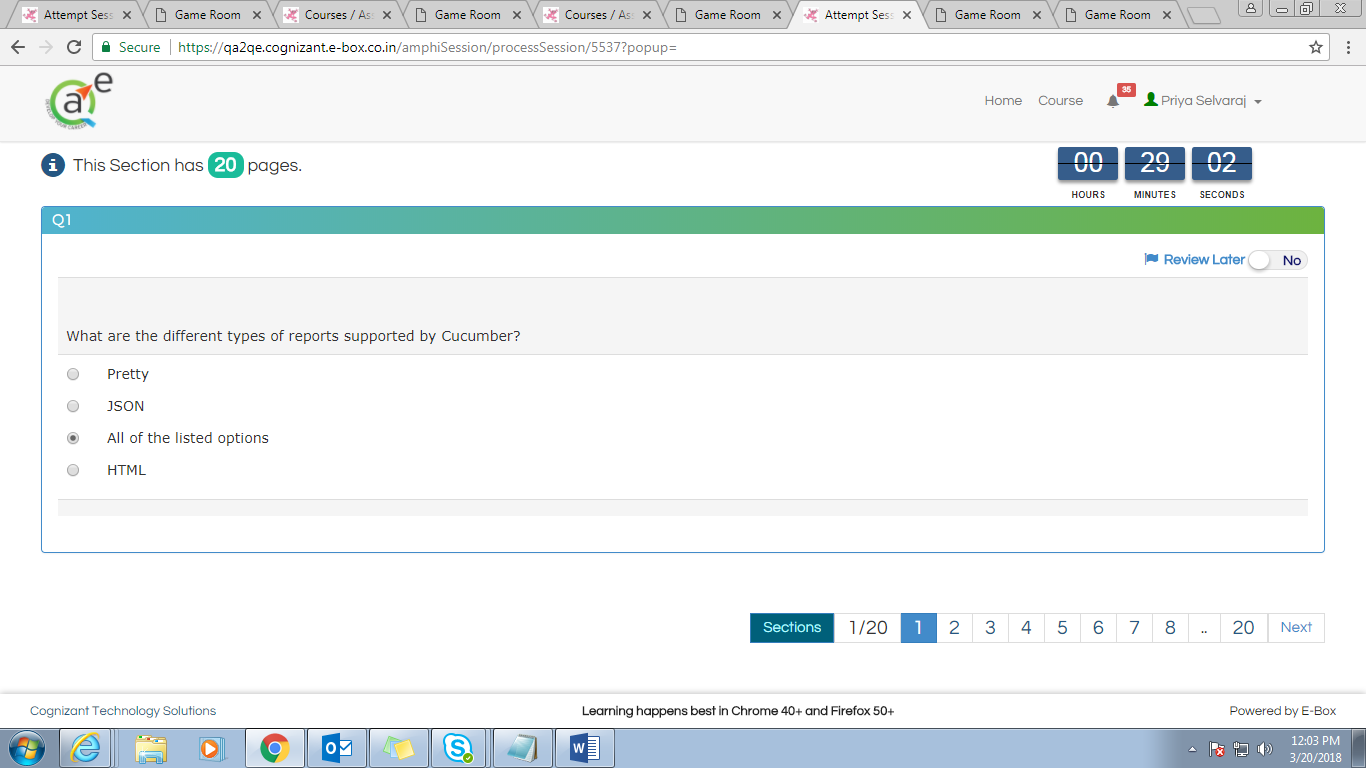 Attempt Sess
Game Room
Courses / As
Game Room
Courses / As
Game Room
Attempt Sess
Game Room
Game Room
Secure
https://qa2qe.cognizant.e-box.co.in/amphiSession/processSession/5537?popup=
a e
Home Course 35 Priya Selvaraj
This Section has 20 pages.
00 29 02
HOURS MINUTES SECONDS
Q1
Review Later No
What are the different types of reports supported by Cucumber?
Pretty
JSON
All of the listed options
HTML
Sections 1/20 1 2 3 4 5 6 7 8 .. 20 Next
Cognizant Technology Solutions
Learning happens best in Chrome 40+ and Firefox 50+
Powered by E-Box
12:03 PM
3/20/2018